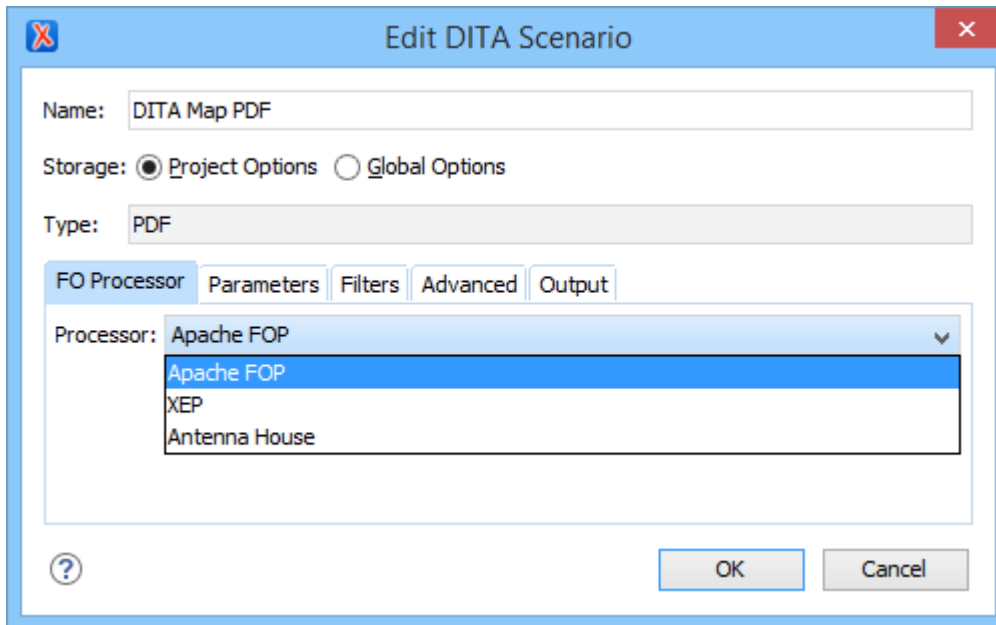 Edit DITA Scenario
Name: DITA Map PDF
Storage: Project Options Global Options
Type: PDF
FO Processor Parameters Filters Advanced Output
Processor: Apache FOP
Apache FOP
XEP
Antenna House
? OK Cancel